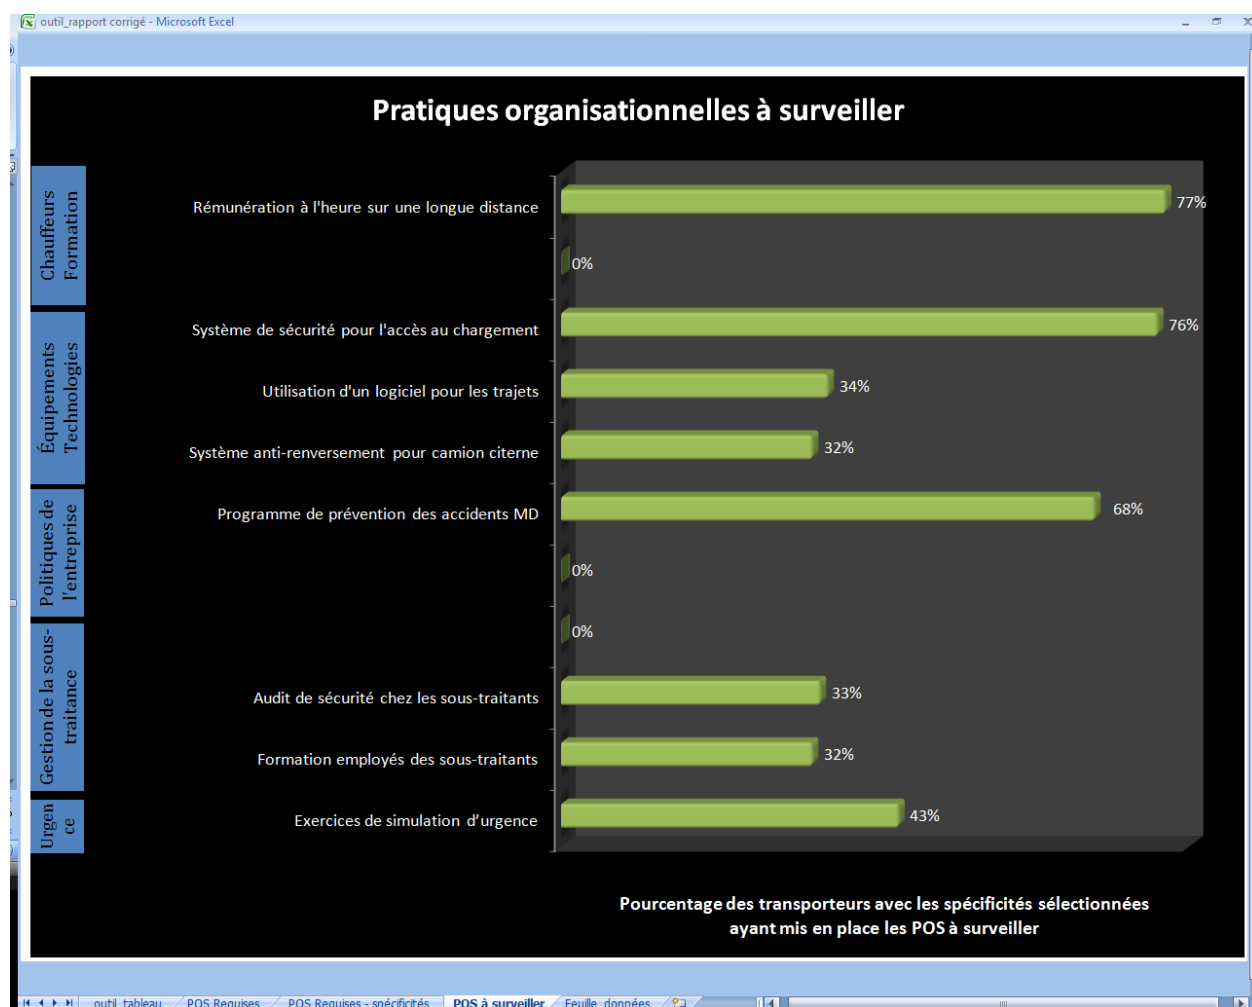 outil_rapport corrigé - Microsoft Excel
Pratiques organisationnelles à surveiller
Chauffeurs
Formation
Rémunération à l'heure sur une longue distance
77%
0%
Équipements
Technologies
Système de sécurité pour l'accès au chargement
76%
Utilisation d'un logiciel pour les trajets
34%
Système anti-renversement pour camion citerne
32%
Politiques de
l'entreprise
Programme de prévention des accidents MD
68%
0%
0%
Gestion de la sous-
traitance
Audit de sécurité chez les sous-traitants
33%
Formation employés des sous-traitants
32%
Urgen
ce
Exercices de simulation d’urgence
43%
Pourcentage des transporteurs avec les spécificités sélectionnées
ayant mis en place les POS à surveiller
outil_tableau POS Requises POS Requises - spécificités POS à surveiller Feuille_données